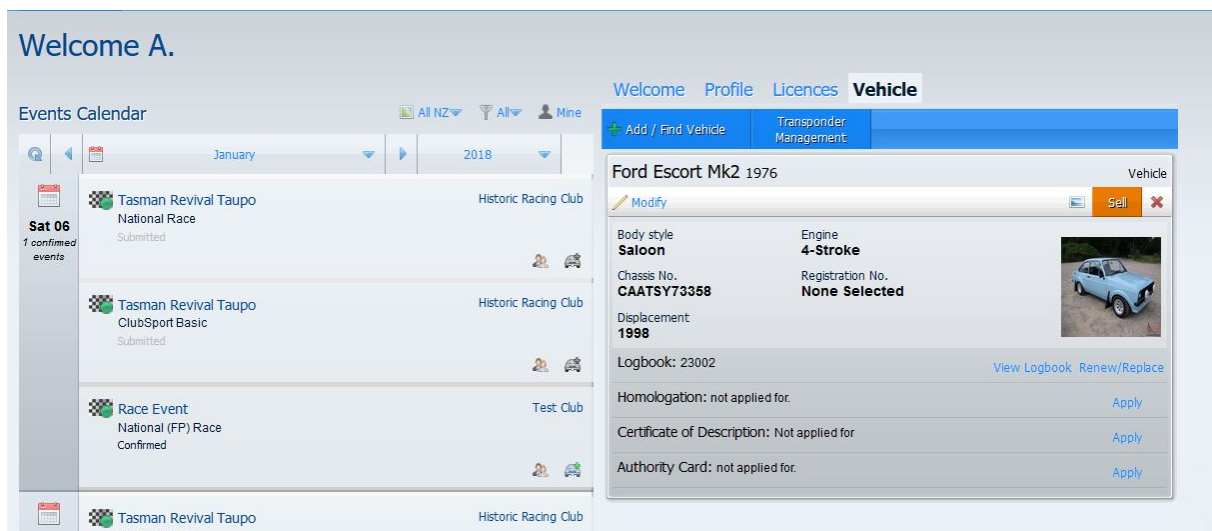 Welcome A.
Events Calendar
All NZ All Mine
January 2018
Sat 06
1 confirmed
events
Tasman Revival Taupo Historic Racing Club
National Race
Submitted
Tasman Revival Taupo Historic Racing Club
ClubSport Basic
Submitted
Race Event Test Club
National (FP) Race
Confirmed
Tasman Revival Taupo Historic Racing Club
Welcome Profile Licences Vehicle
Add / Find Vehicle
Transponder
Management
Ford Escort Mk2 1976 Vehicle
Modify Sell
Body style Engine
Saloon 4-Stroke
Chassis No. Registration No.
CAATSY73358 None Selected
Displacement
1998
Logbook: 23002 View Logbook Renew/Replace
Homologation: not applied for. Apply
Certificate of Description: Not applied for Apply
Authority Card: not applied for. Apply